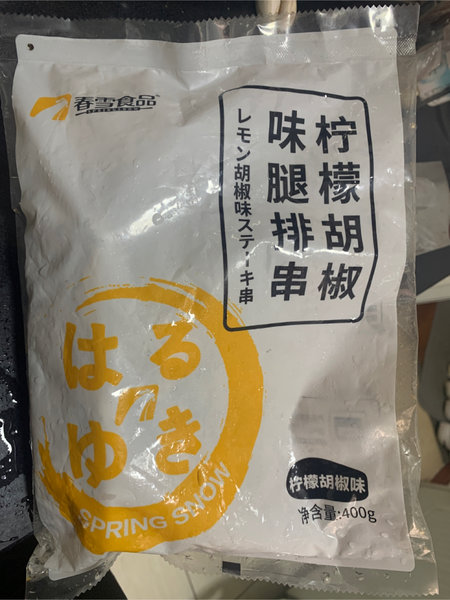 春雪食品®
柠檬胡椒
味腿排串
レモン胡椒味ステーキ串
はる
ゆき
SPRING SNOW
柠檬胡椒味
净含量:400g